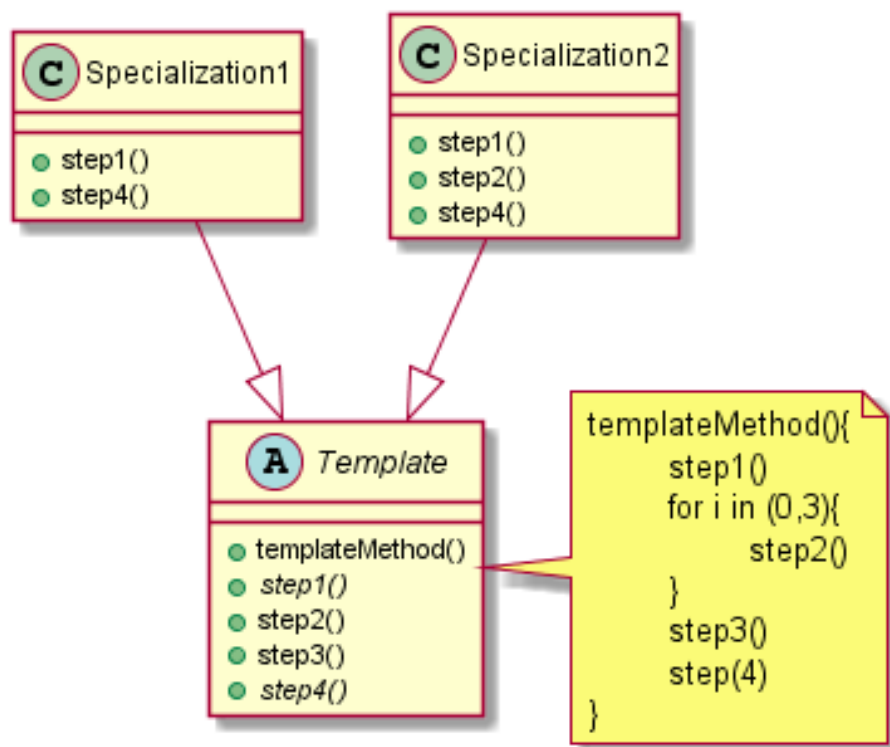 C Specialization1
step1()
step4()
C Specialization2
step1()
step2()
step4()
A Template
templateMethod()
step1()
step2()
step3()
step4()
templateMethod(){
step1()
for i in (0,3){
step2()
}
step3()
step(4)
}